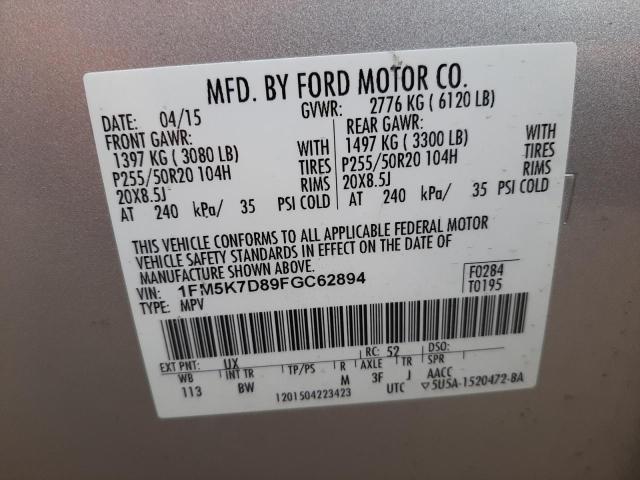 MFD. BY FORD MOTOR CO.
DATE: 04/15 GVWR: 2776 KG ( 6120 LB)
FRONT GAWR: REAR GAWR:
1397 KG ( 3080 LB) WITH 1497 KG ( 3300 LB) WITH
P255/50R20 104H TIRES P255/50R20 104H TIRES
20X8.5J RIMS 20X8.5J RIMS
AT 240 kPa/ 35 PSI COLD AT 240 kPa/ 35 PSI COLD
THIS VEHICLE CONFORMS TO ALL APPLICABLE FEDERAL MOTOR
VEHICLE SAFETY STANDARDS IN EFFECT ON THE DATE OF
MANUFACTURE SHOWN ABOVE.
VIN: 1FM5K7D89FGC62894 F0284
TYPE: MPV T0195
EXT PNT: UX RC: 52 DSO:
WB INT TR TP/PS R AXLE TR SPR
113 BW M 3F J AACC
1201504223423 UTC ▽5U5A-1520472-BA